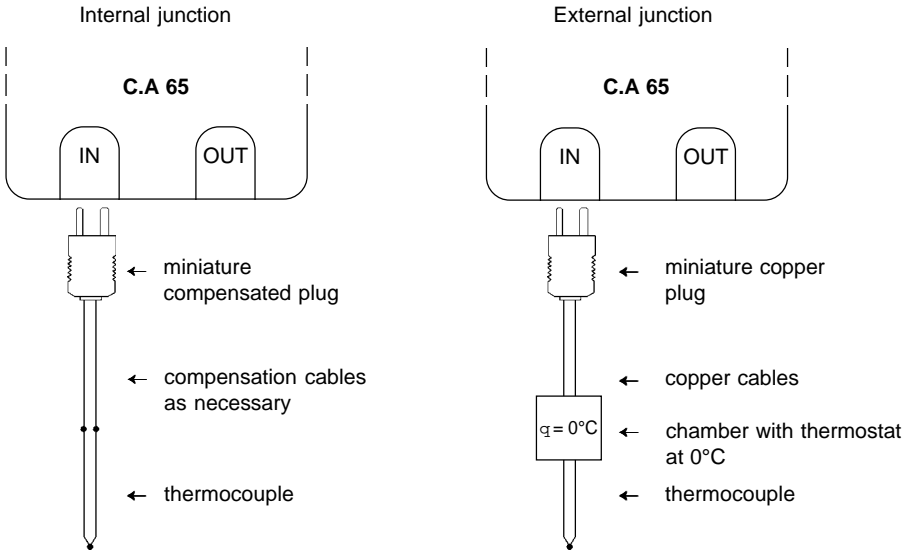 Internal junction
C.A 65
IN OUT
miniature
compensated plug
compensation cables
as necessary
thermocouple
External junction
C.A 65
IN OUT
miniature copper
plug
copper cables
q = 0°C
chamber with thermostat
at 0°C
thermocouple